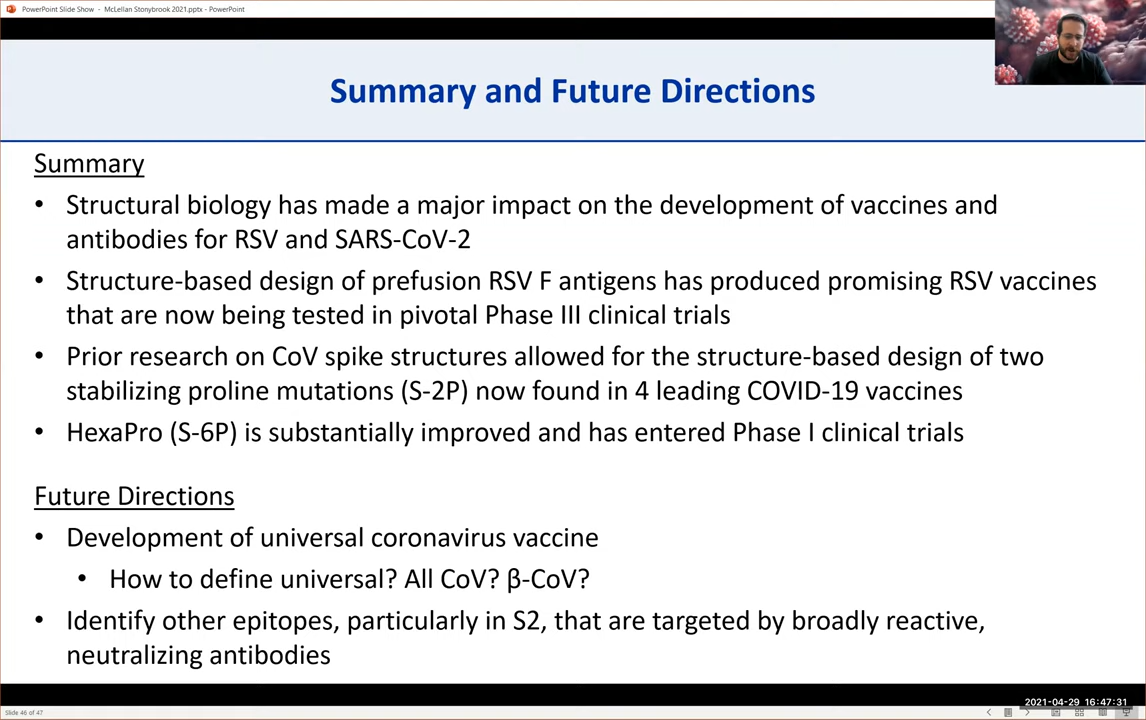 PowerPoint Slide Show - McLellan Stonybrook 2021.pptx - PowerPoint
Summary and Future Directions
Summary
• Structural biology has made a major impact on the development of vaccines and
antibodies for RSV and SARS-CoV-2
• Structure-based design of prefusion RSV F antigens has produced promising RSV vaccines
that are now being tested in pivotal Phase III clinical trials
• Prior research on CoV spike structures allowed for the structure-based design of two
stabilizing proline mutations (S-2P) now found in 4 leading COVID-19 vaccines
• HexaPro (S-6P) is substantially improved and has entered Phase I clinical trials
Future Directions
• Development of universal coronavirus vaccine
• How to define universal? All CoV? β-CoV?
• Identify other epitopes, particularly in S2, that are targeted by broadly reactive,
neutralizing antibodies
2021-04-29 16:47:31
Slide 46 of 47